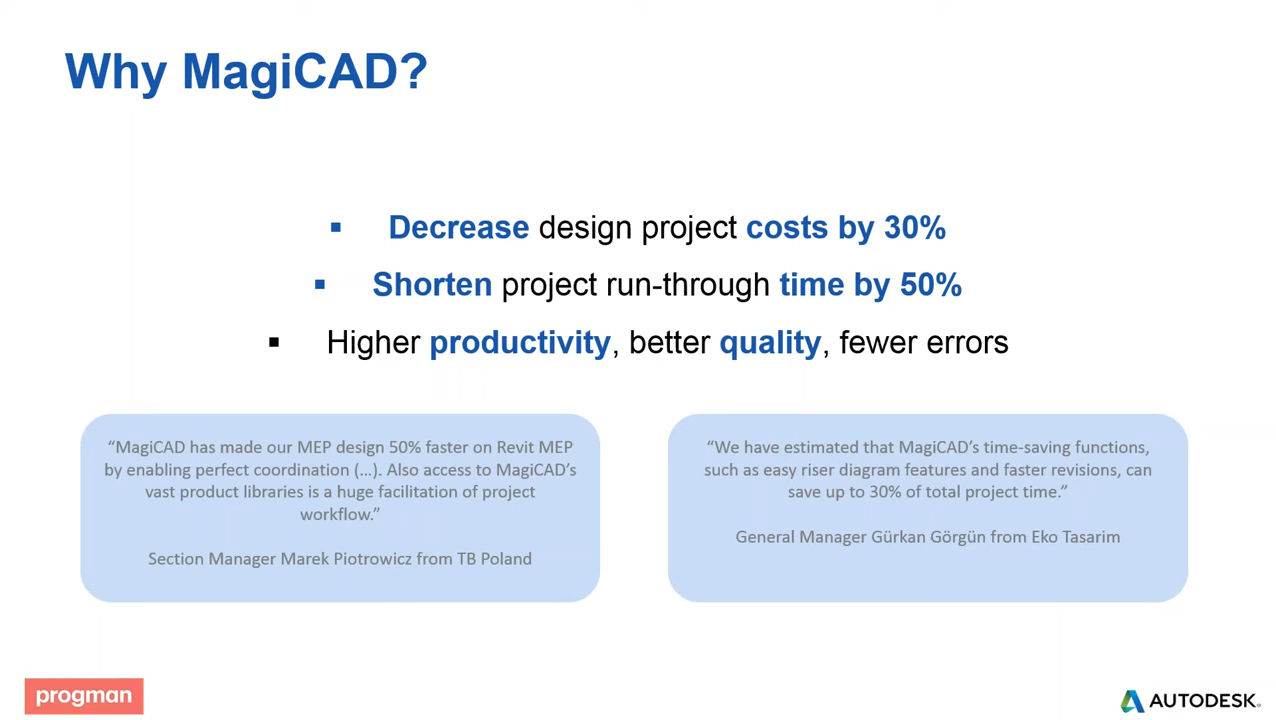 Why MagiCAD?
▪ Decrease design project costs by 30%
▪ Shorten project run-through time by 50%
▪ Higher productivity, better quality, fewer errors
“MagiCAD has made our MEP design 50% faster on Revit MEP
by enabling perfect coordination (...). Also access to MagiCAD’s
vast product libraries is a huge facilitation of project
workflow.”
Section Manager Marek Piotrowicz from TB Poland
“We have estimated that MagiCAD’s time-saving functions,
such as easy riser diagram features and faster revisions, can
save up to 30% of total project time.”
General Manager Gürkan Görgün from Eko Tasarim
progman
AUTODESK®